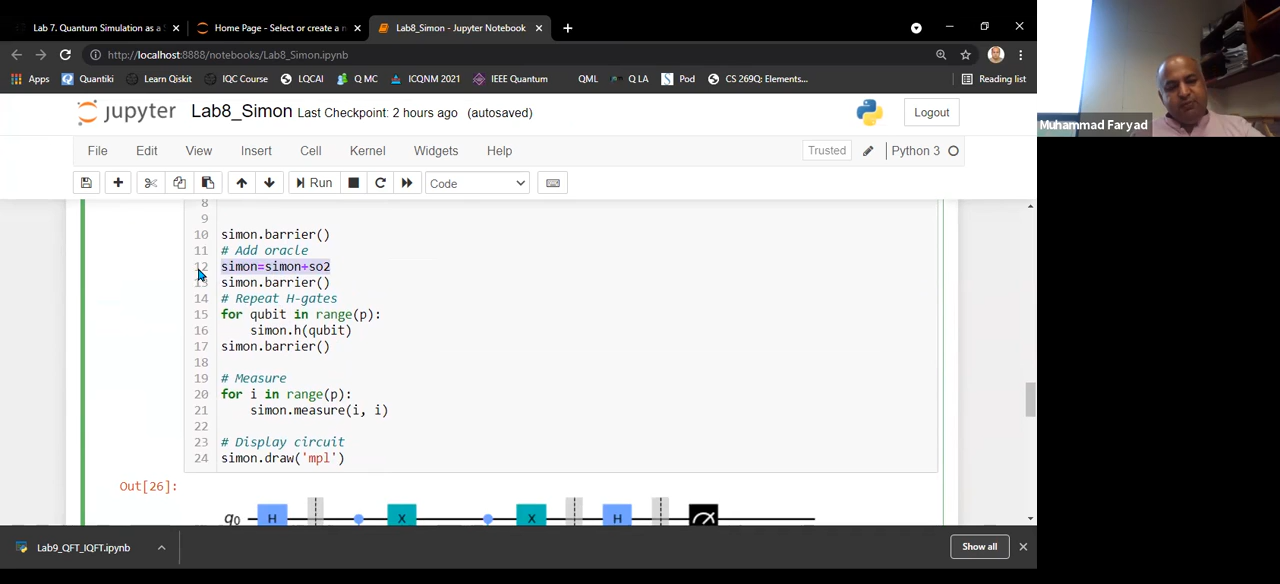 Lab 7. Quantum Simulation as a
Home Page - Select or create a n
Lab8_Simon - Jupyter Notebook
http://localhost:8888/notebooks/Lab8_Simon.ipynb
Apps Quantiki Learn Qiskit IQC Course LQCAI Q MC ICQNM 2021 IEEE Quantum QML Q LA Pod CS 269Q: Elements... Reading list
Muhammad Faryad
jupyter Lab8_Simon Last Checkpoint: 2 hours ago (autosaved) Logout
File Edit View Insert Cell Kernel Widgets Help Trusted Python 3
Run Code
8
9
10 simon.barrier()
11 # Add oracle
12 simon=simon+so2
13 simon.barrier()
14 # Repeat H-gates
15 for qubit in range(p):
16 simon.h(qubit)
17 simon.barrier()
18
19 # Measure
20 for i in range(p):
21 simon.measure(i, i)
22
23 # Display circuit
24 simon.draw('mpl')
Out[26]:
q0 H X X H
Lab9_QFT_IQFT.ipynb Show all